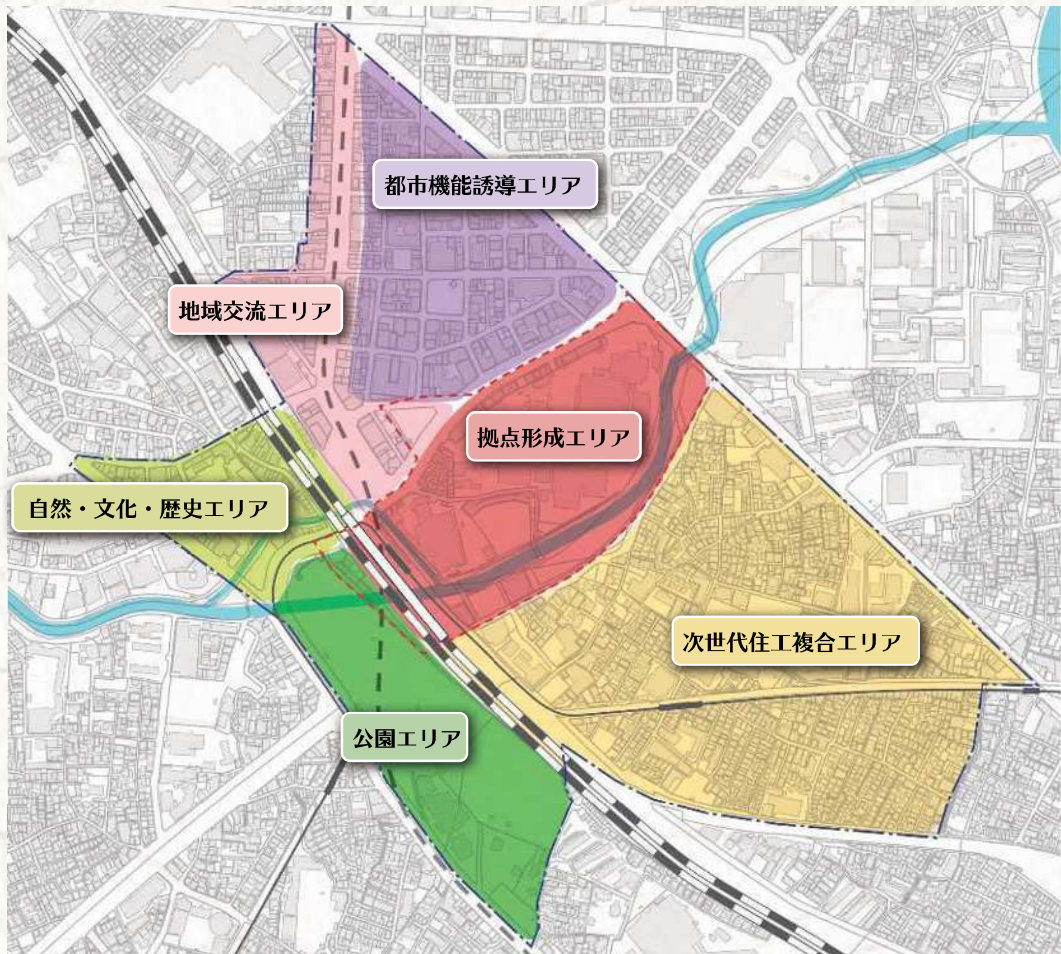 都市機能誘導エリア
地域交流エリア
拠点形成エリア
自然・文化・歴史エリア
次世代住工複合エリア
公園エリア